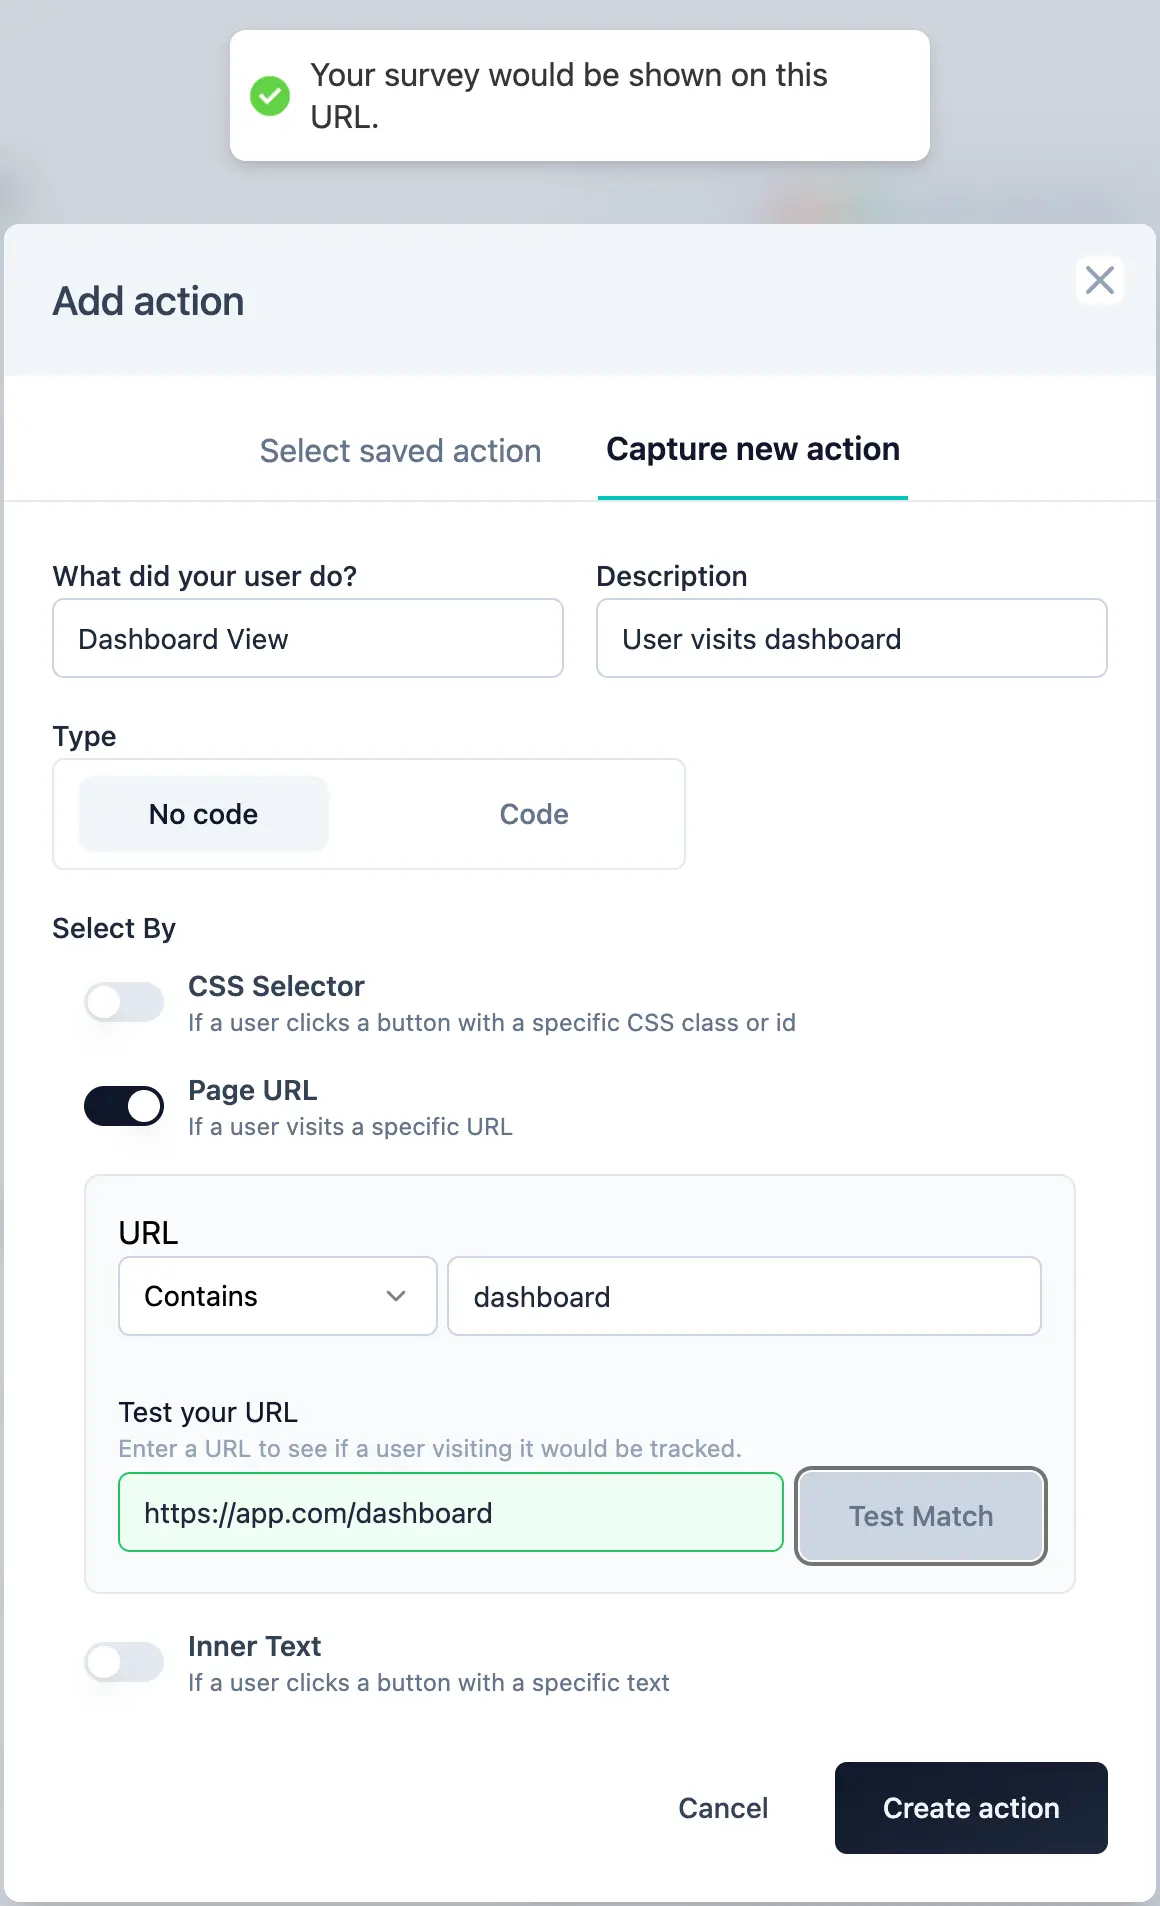 Your survey would be shown on this
URL.
Add action
Select saved action
Capture new action
What did your user do?
Description
Dashboard View
User visits dashboard
Type
No code
Code
Select By
CSS Selector
If a user clicks a button with a specific CSS class or id
Page URL
If a user visits a specific URL
URL
Contains
dashboard
Test your URL
Enter a URL to see if a user visiting it would be tracked.
https://app.com/dashboard
Test Match
Inner Text
If a user clicks a button with a specific text
Cancel
Create action